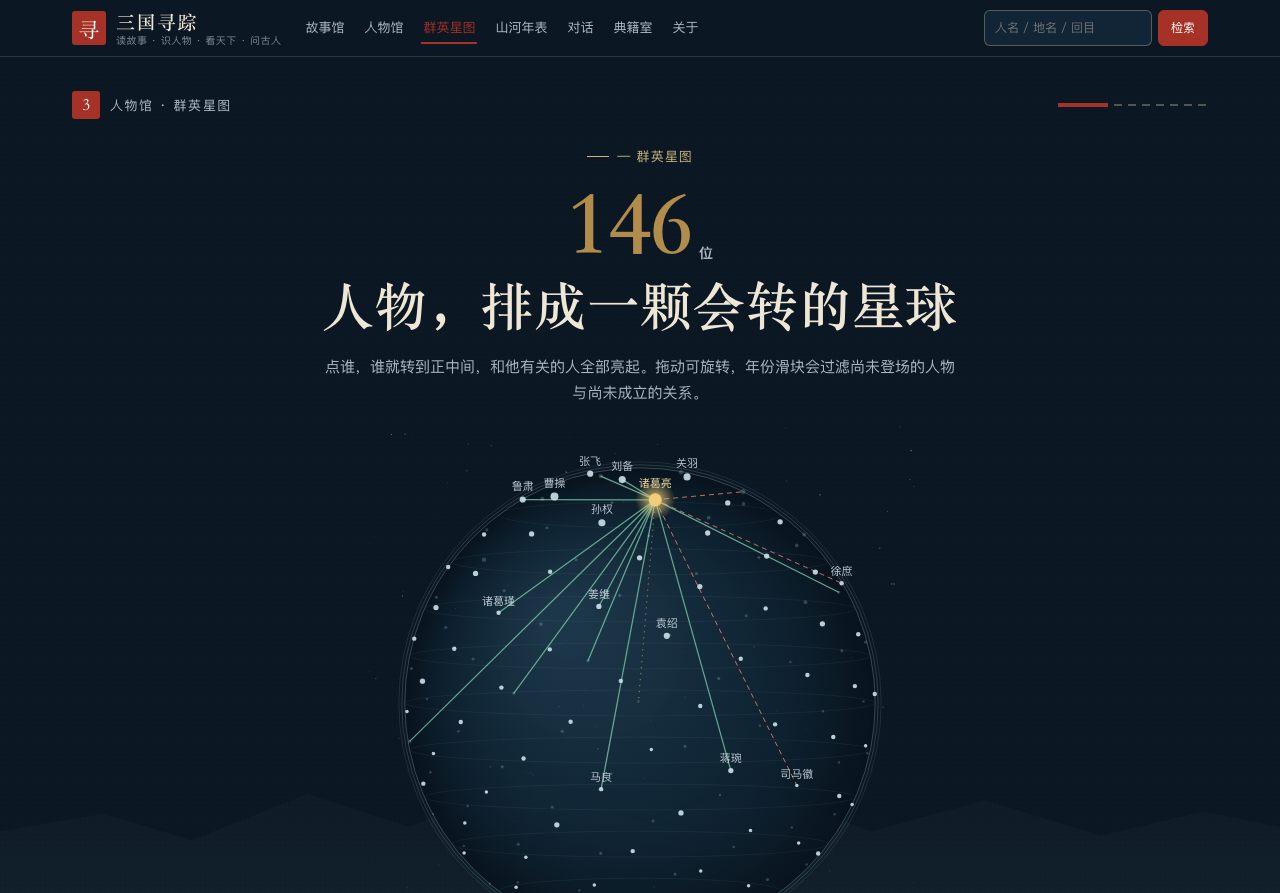 寻
三国寻踪
读故事 · 识人物 · 看天下 · 问古人
故事馆 人物馆 群英星图 山河年表 对话 典籍室 关于
人名 / 地名 / 回目
检索
3 人物馆 · 群英星图
一 群英星图
146 位
人物，排成一颗会转的星球
点谁，谁就转到正中间，和他有关的人全部亮起。拖动可旋转，年份滑块会过滤尚未登场的人物
与尚未成立的关系。
张飞 刘备 关羽
鲁肃 曹操 诸葛亮
孙权
徐庶
诸葛瑾 姜维
袁绍
蒋琬
马良 司马徽